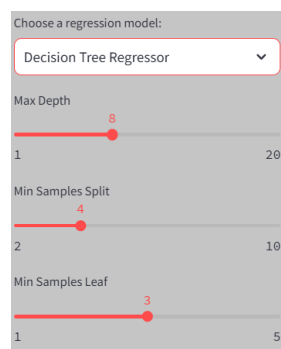 Choose a regression model:
Decision Tree Regressor
Max Depth
8
1 20
Min Samples Split
4
2 10
Min Samples Leaf
3
1 5